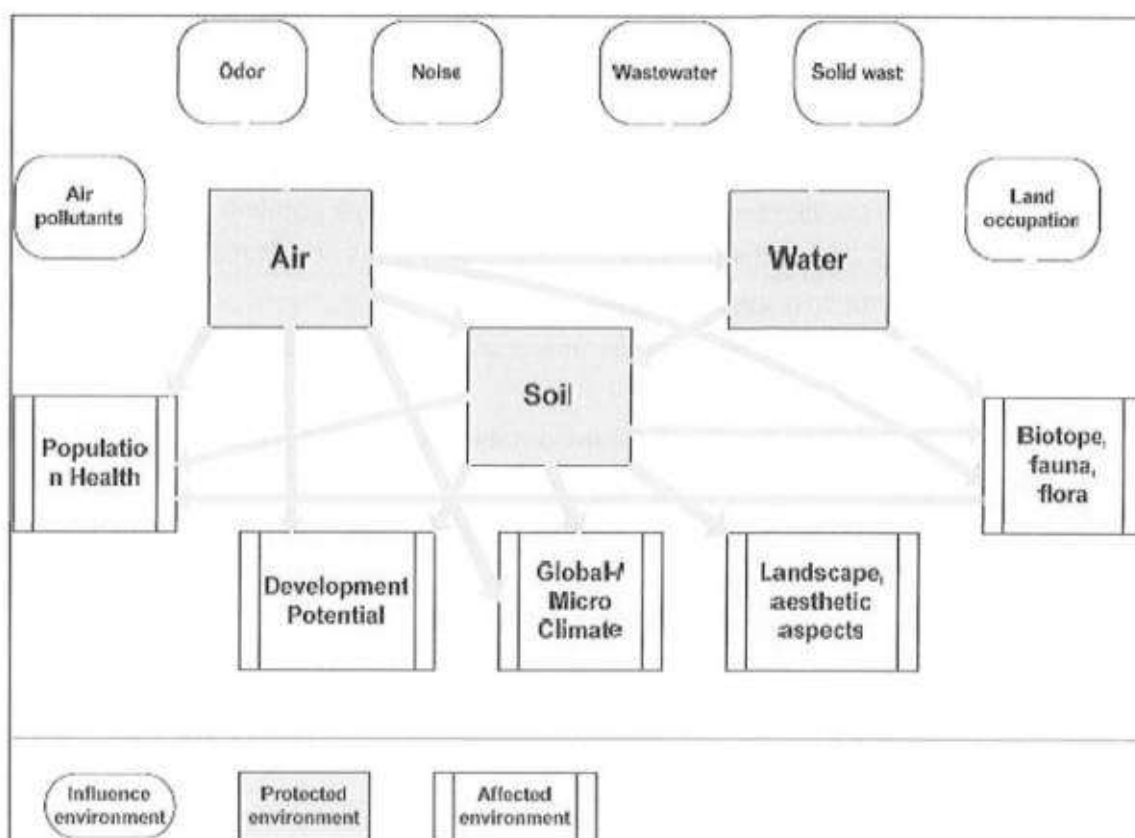 Odor
Noise
Wastewater
Solid wast
Air
pollutants
Land
occupation
Air
Water
Soil
Populatio
n Health
Biotope,
fauna,
flora
Development
Potential
Global-/
Micro
Climate
Landscape,
aesthetic
aspects
Influence
environment
Protected
environment
Affected
environment